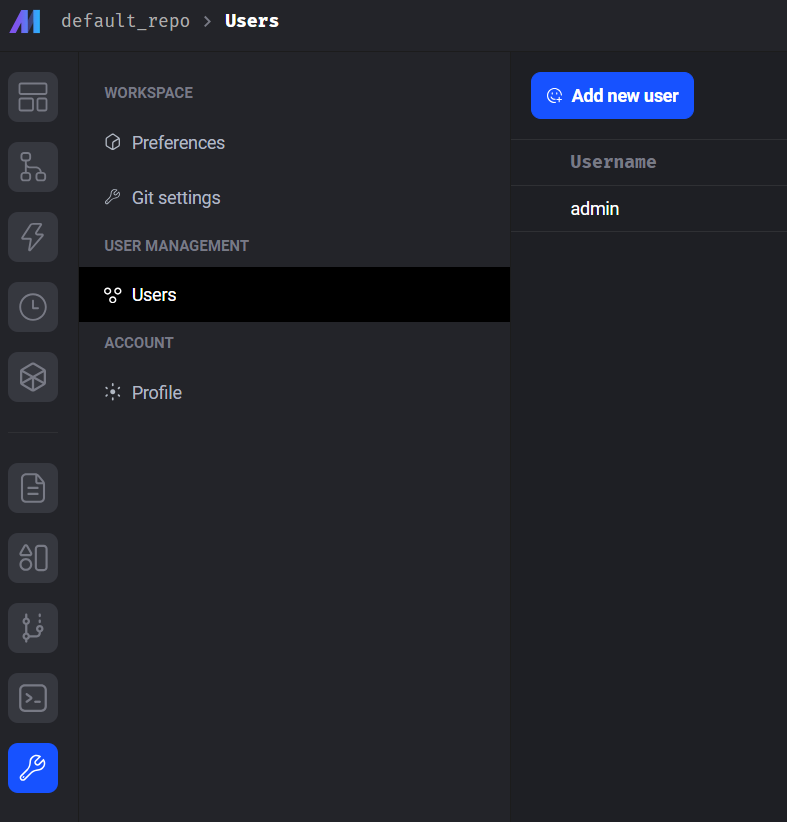 default_repo > Users
WORKSPACE
Preferences
Git settings
USER MANAGEMENT
Users
ACCOUNT
Profile
Add new user
Username
admin